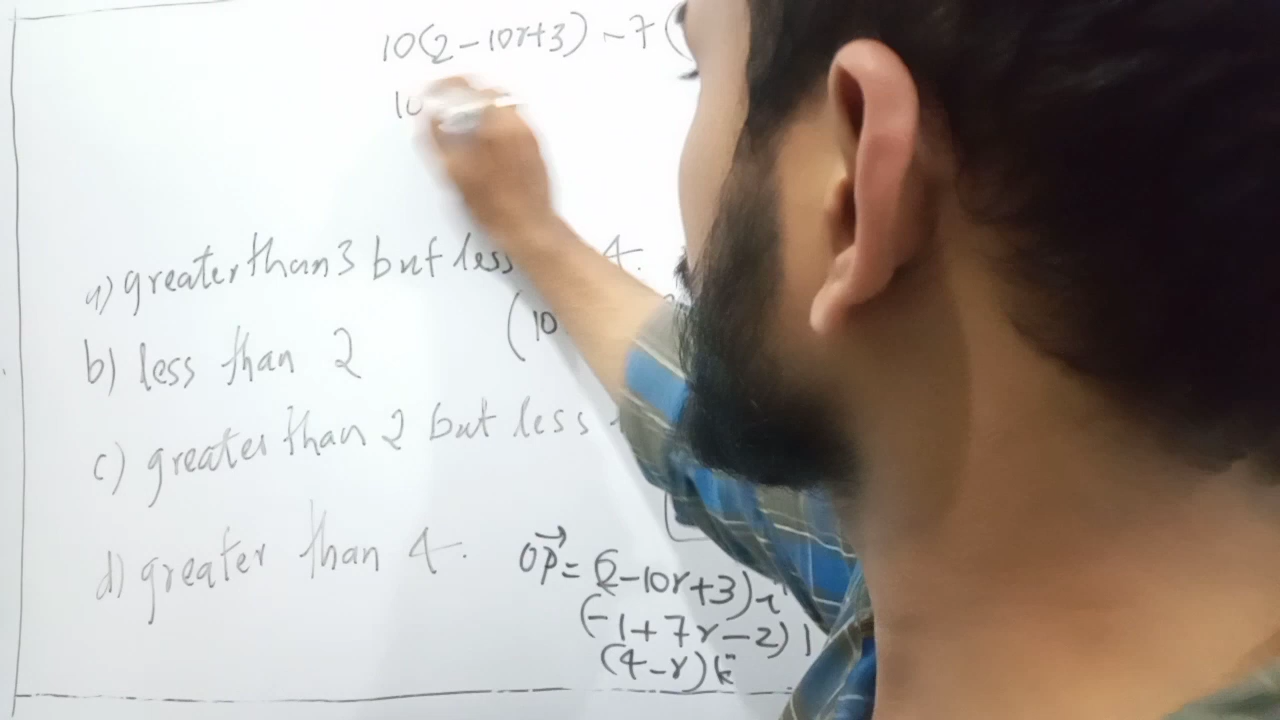 10(2-10r+3) - 7(
10
a) greater than 3 but less 4.
(10
b) less than 2
c) greater than 2 but less
d) greater than 4.
OP⃗ = (2-10r+3)i
(-1+7r-2)j
(4-r)k